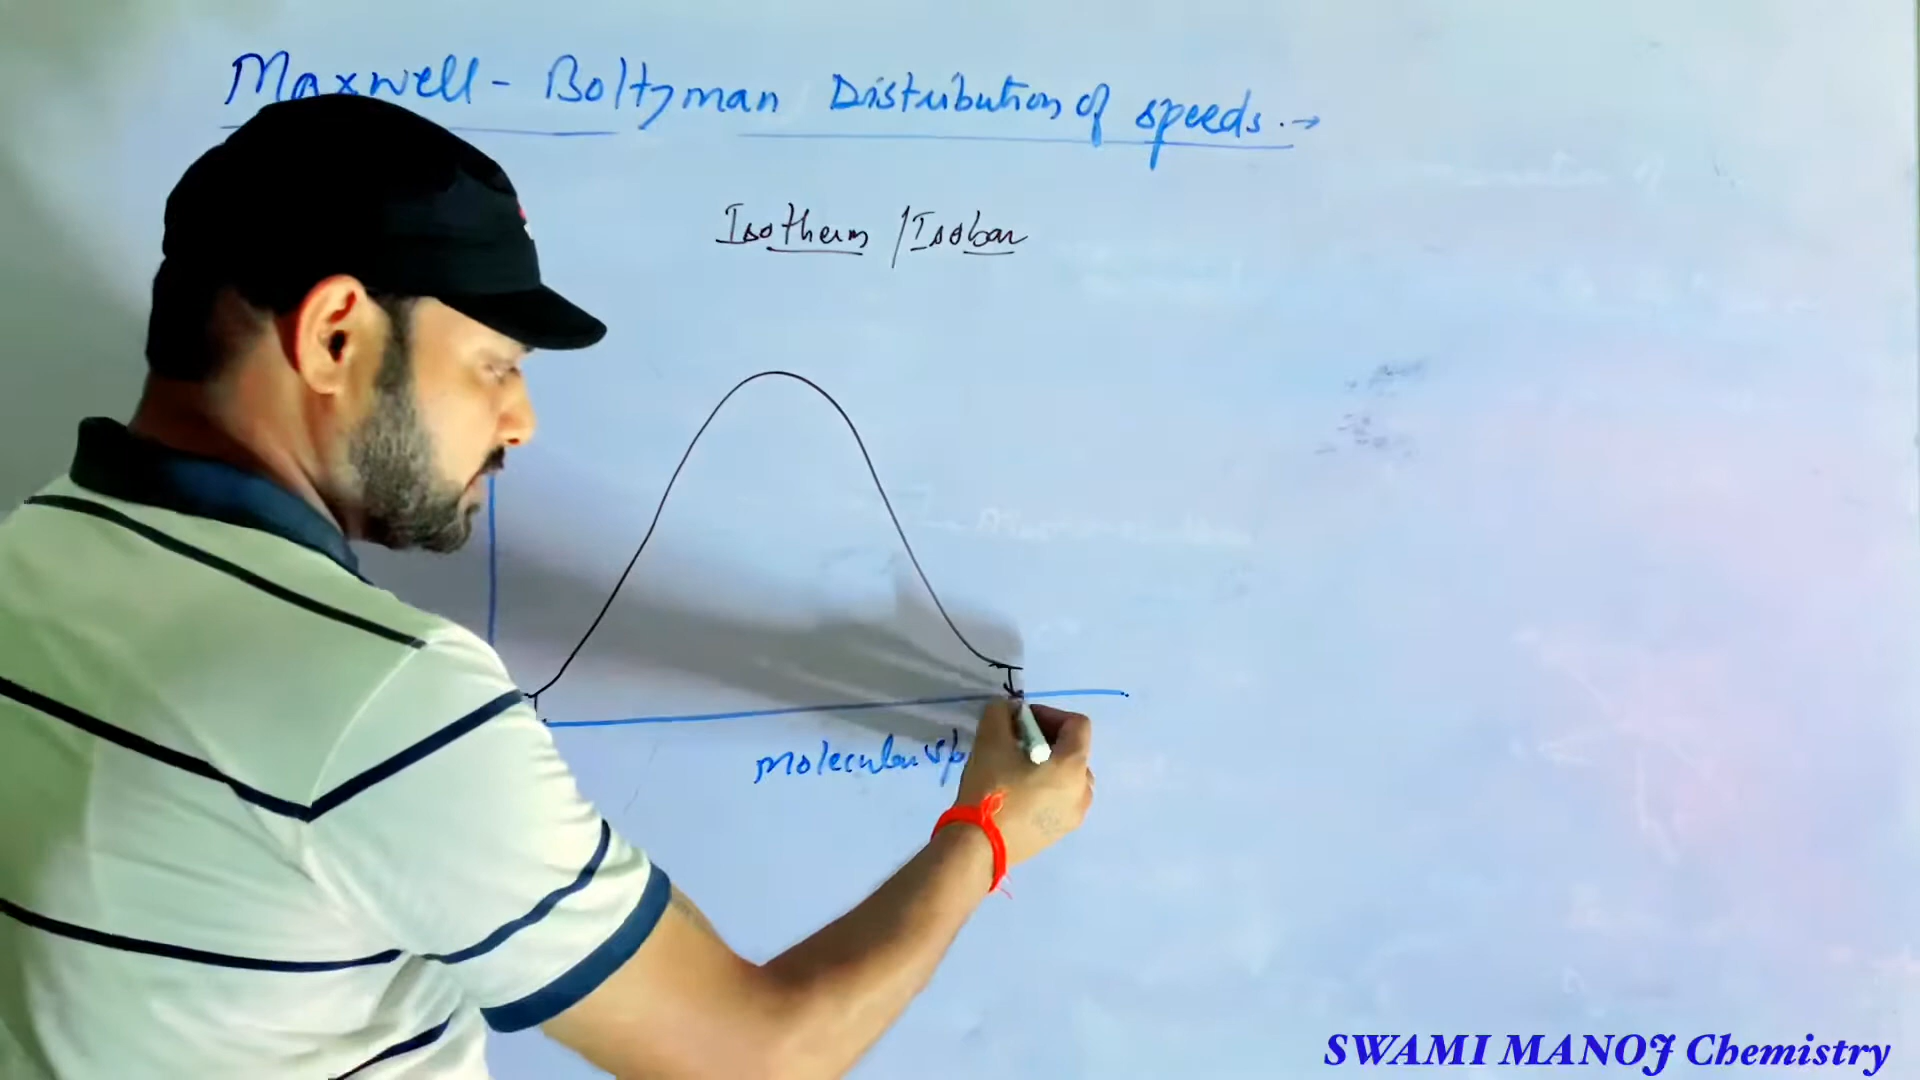 Maxwell - Boltzman Distribution of speeds. →
Isotherm / Isobar
Molecular
SWAMI MANOJ Chemistry